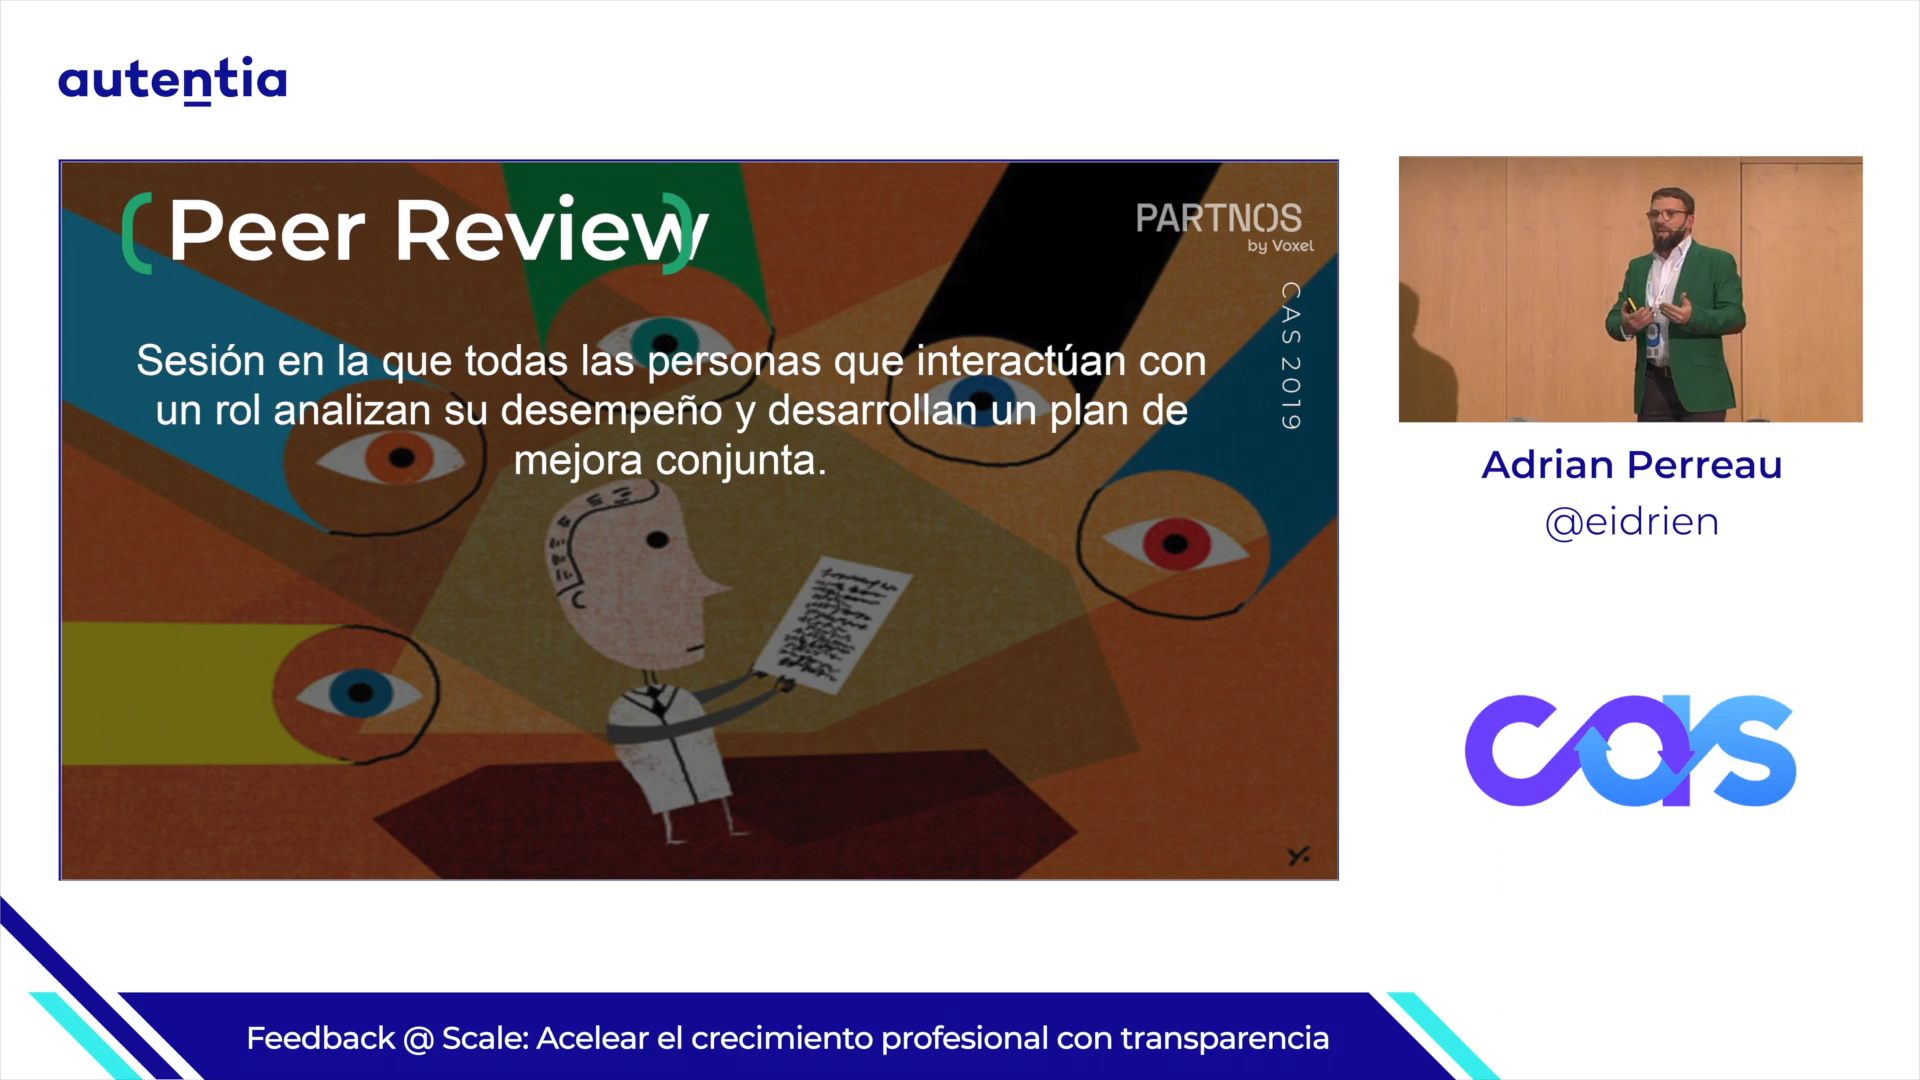 autentia
Peer Review
PARTNOS
by Voxel
CAS 2019
Sesión en la que todas las personas que interactúan con
un rol analizan su desempeño y desarrollan un plan de
mejora conjunta.
Adrian Perreau
@eidrien
cas
Feedback @ Scale: Acelear el crecimiento profesional con transparencia